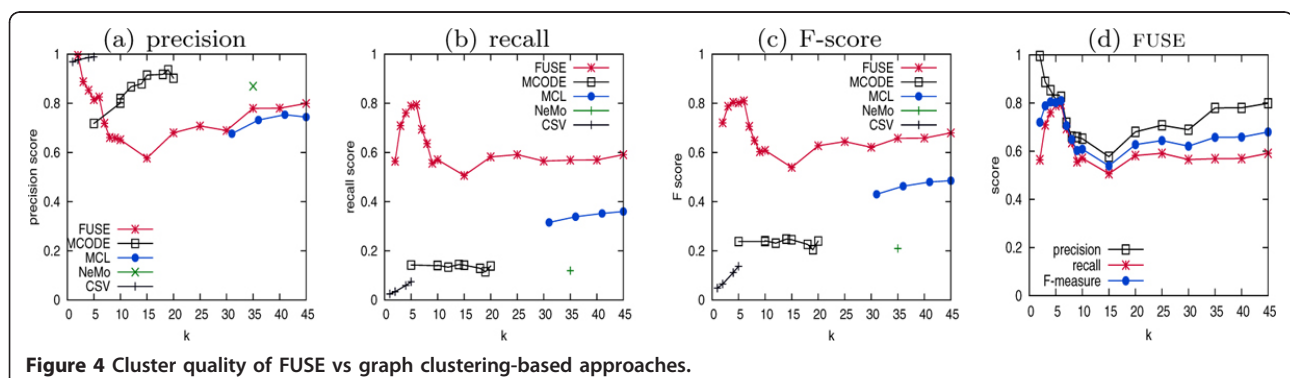 (a) precision
(b) recall
(c) F-score
(d) FUSE
precision score
1
0.8
0.6
0.4
0.2
0
FUSE
MCODE
MCL
NeMo
CSV
0 5 10 15 20 25 30 35 40 45
k
recall score
1
0.8
0.6
0.4
0.2
0
FUSE
MCODE
MCL
NeMo
CSV
0 5 10 15 20 25 30 35 40 45
k
F score
1
0.8
0.6
0.4
0.2
0
FUSE
MCODE
MCL
NeMo
CSV
0 5 10 15 20 25 30 35 40 45
k
score
1
0.8
0.6
0.4
0.2
0
precision
recall
F-measure
0 5 10 15 20 25 30 35 40 45
k
Figure 4 Cluster quality of FUSE vs graph clustering-based approaches.